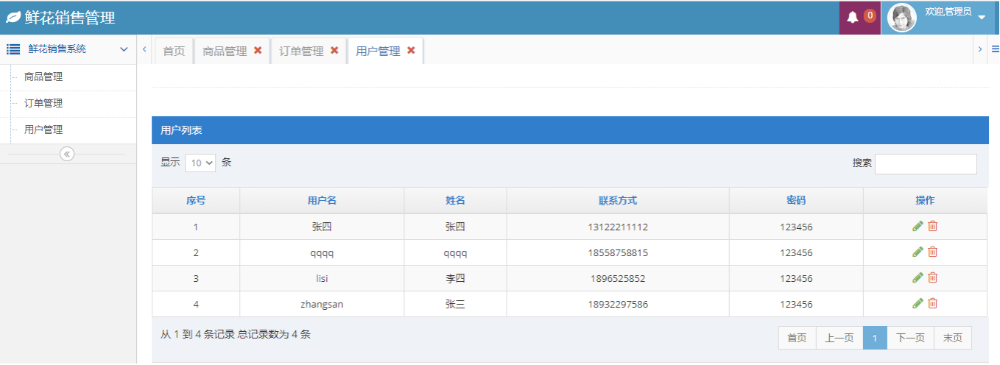 鲜花销售管理
0
欢迎,管理员
鲜花销售系统
首页 商品管理 订单管理 用户管理
商品管理
订单管理
用户管理
用户列表
显示 10 条
搜索
序号 用户名 姓名 联系方式 密码 操作
1 张四 张四 13122211112 123456
2 qqqq qqqq 18558758815 123456
3 lisi 李四 1896525852 123456
4 zhangsan 张三 18932297586 123456
从 1 到 4 条记录 总记录数为 4 条
首页 上一页 1 下一页 末页